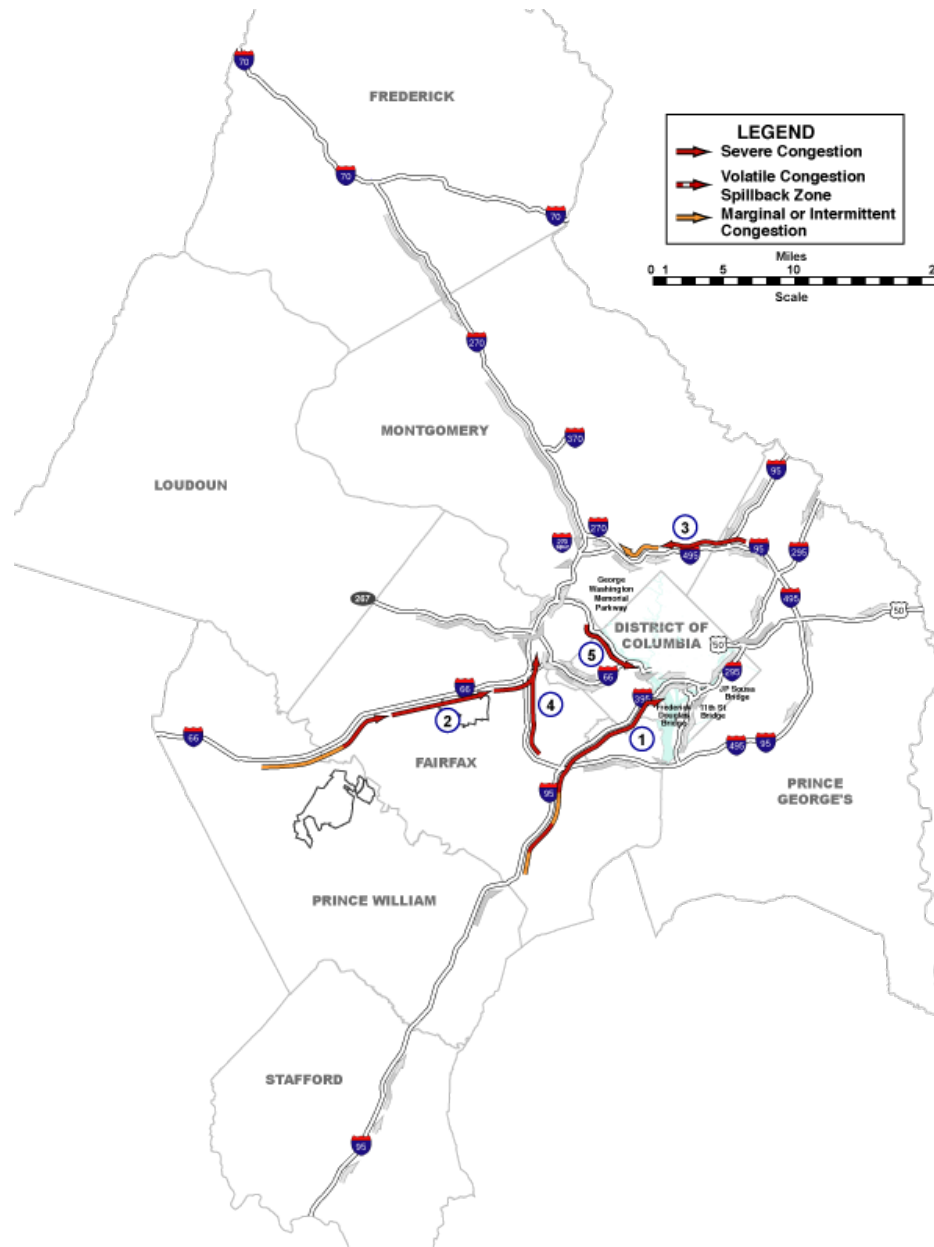 70
FREDERICK
LEGEND
Severe Congestion
Volatile Congestion
Spillback Zone
Marginal or Intermittent
Congestion
Miles
0 1 5 10 2
Scale
70
70
270
MONTGOMERY
370
LOUDOUN
95
3
270
270
495
95
295
George
Washington
Memorial
Parkway
267
495
DISTRICT OF
COLUMBIA
50
50
5
66
295
66
395
JP Sousa
Bridge
Frederick
Douglas
Bridge
11th St
Bridge
4
2
1
66
495
95
FAIRFAX
95
PRINCE
GEORGE'S
PRINCE WILLIAM
STAFFORD
95